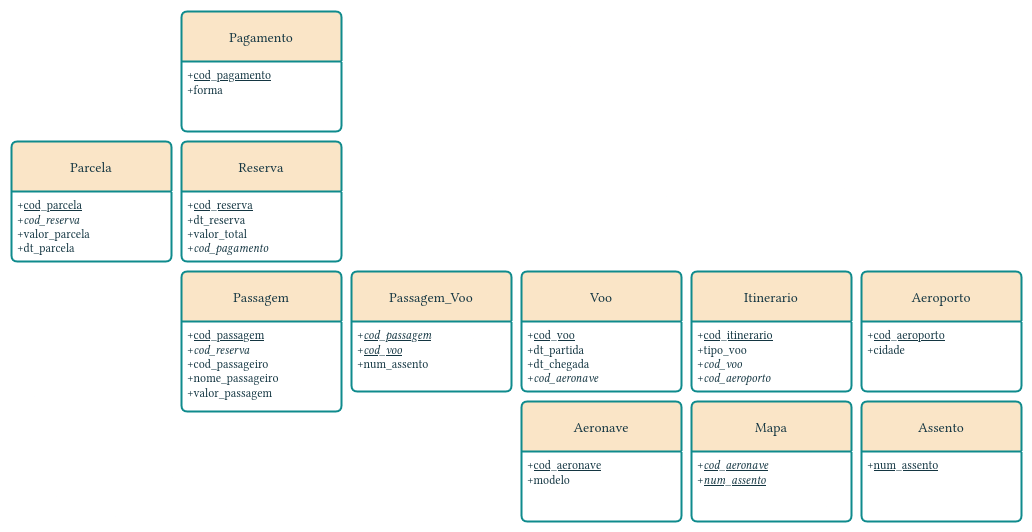 Pagamento
+cod_pagamento
+forma
Parcela
+cod_parcela
+cod_reserva
+valor_parcela
+dt_parcela
Reserva
+cod_reserva
+dt_reserva
+valor_total
+cod_pagamento
Passagem
+cod_passagem
+cod_reserva
+cod_passageiro
+nome_passageiro
+valor_passagem
Passagem_Voo
+cod_passagem
+cod_voo
+num_assento
Voo
+cod_voo
+dt_partida
+dt_chegada
+cod_aeronave
Itinerario
+cod_itinerario
+tipo_voo
+cod_voo
+cod_aeroporto
Aeroporto
+cod_aeroporto
+cidade
Aeronave
+cod_aeronave
+modelo
Mapa
+cod_aeronave
+num_assento
Assento
+num_assento